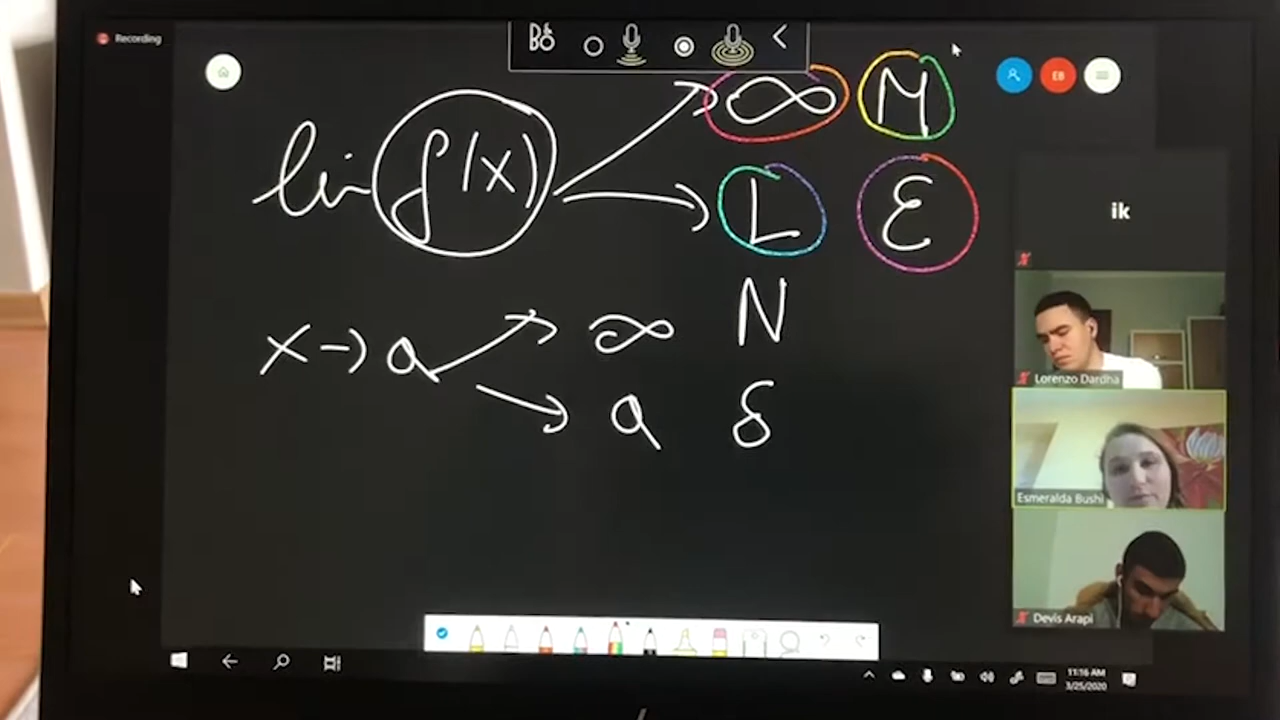 Recording
EB
∞ M
lim f(x)
L ε
N
x → a ∞
a δ
ik
Lorenzo Dardha
Esmeralda Bushi
Devis Arapi
11:16 AM
3/25/2020